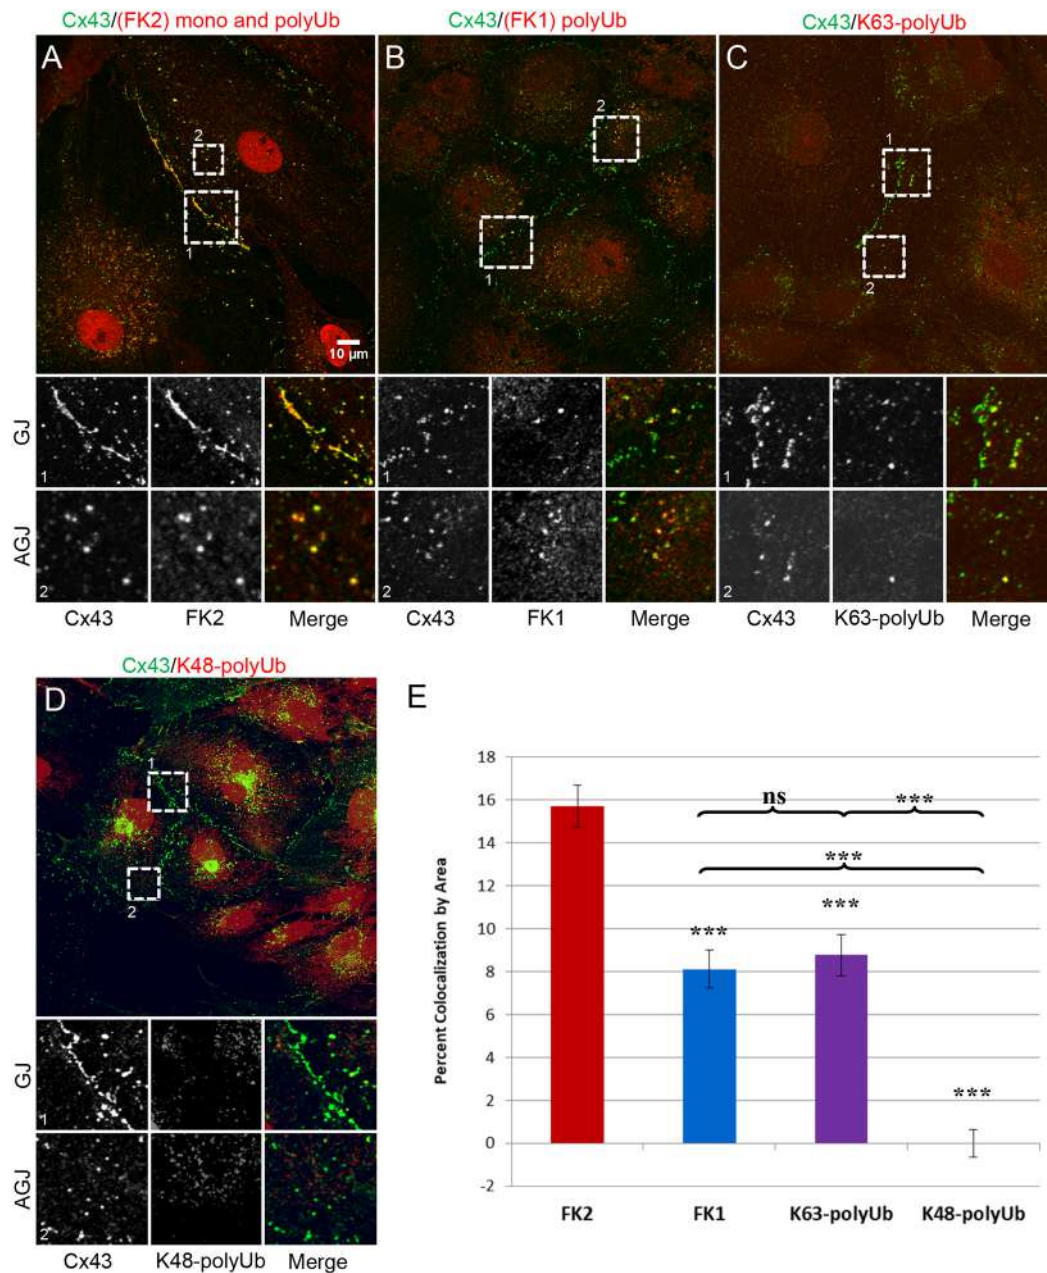 Cx43/(FK2) mono and polyUb
Cx43/(FK1) polyUb
Cx43/K63-polyUb
A
2
1
10 µm
B
2
1
C
1
2
GJ
1
1
1
AGJ
2
2
2
Cx43 FK2 Merge
Cx43 FK1 Merge
Cx43 K63-polyUb Merge
Cx43/K48-polyUb
D
1
2
GJ
1
AGJ
2
Cx43 K48-polyUb Merge
E
Percent Colocalization by Area
18
16
14
12
10
8
6
4
2
0
-2
ns
***
***
***
***
***
FK2 FK1 K63-polyUb K48-polyUb